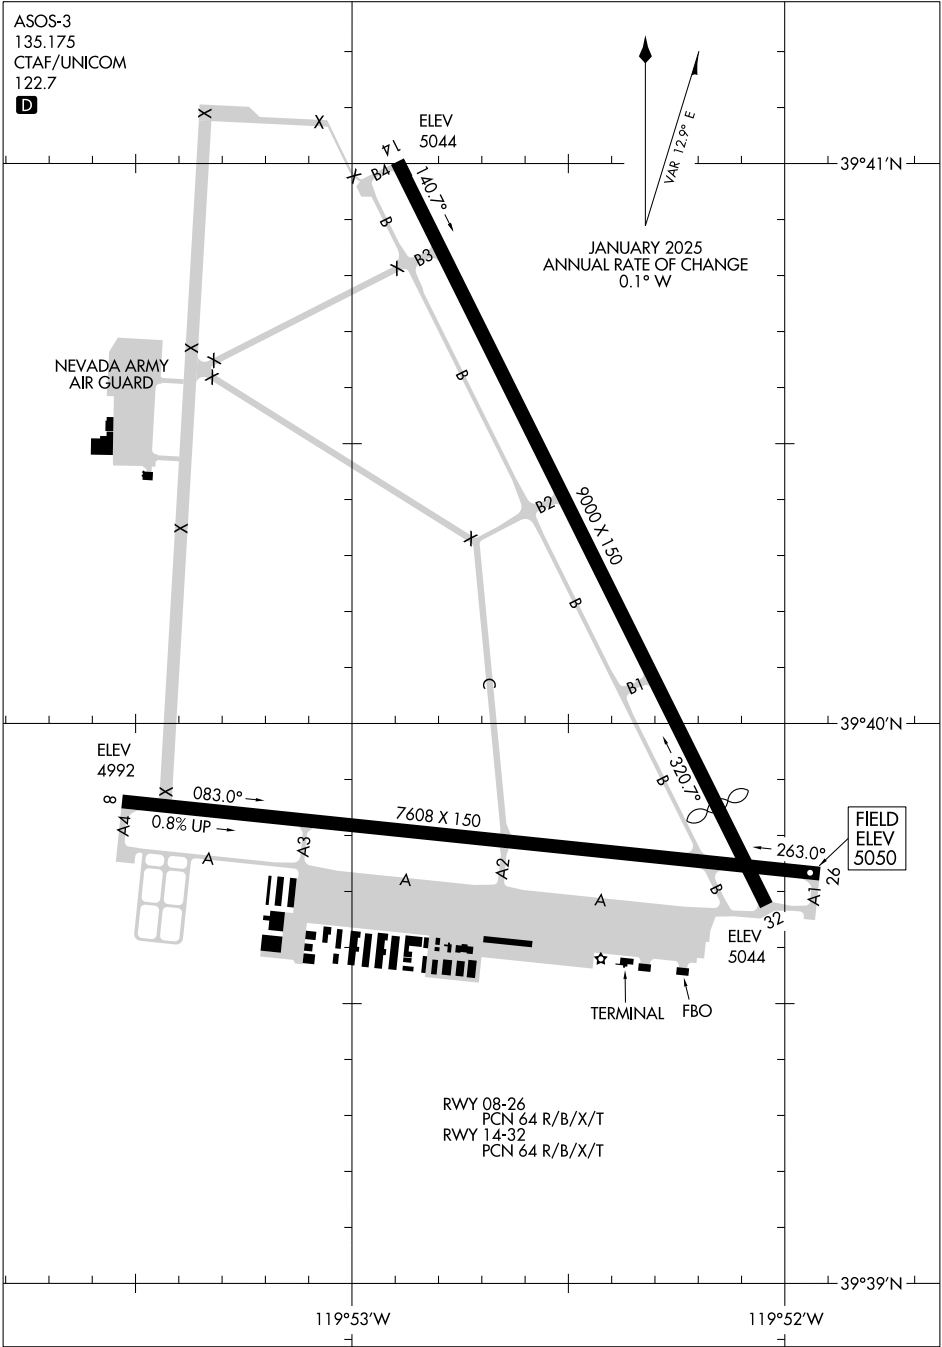 ASOS-3
135.175
CTAF/UNICOM
122.7
D
ELEV
5044
14
140.7°
VAR 12.9° E
39°41'N
JANUARY 2025
ANNUAL RATE OF CHANGE
0.1° W
X
X
X
B4
B
B3
X
X
X
X
NEVADA ARMY
AIR GUARD
B
B2
9000 X 150
X
X
B
C
B1
39°40'N
320.7°
B
ELEV
4992
X
8
083.0°
7608 X 150
0.8% UP
A4
A
A3
A
A2
A
B
263.0°
26
A1
FIELD
ELEV
5050
32
ELEV
5044
TERMINAL
FBO
RWY 08-26
PCN 64 R/B/X/T
RWY 14-32
PCN 64 R/B/X/T
39°39'N
119°53'W
119°52'W